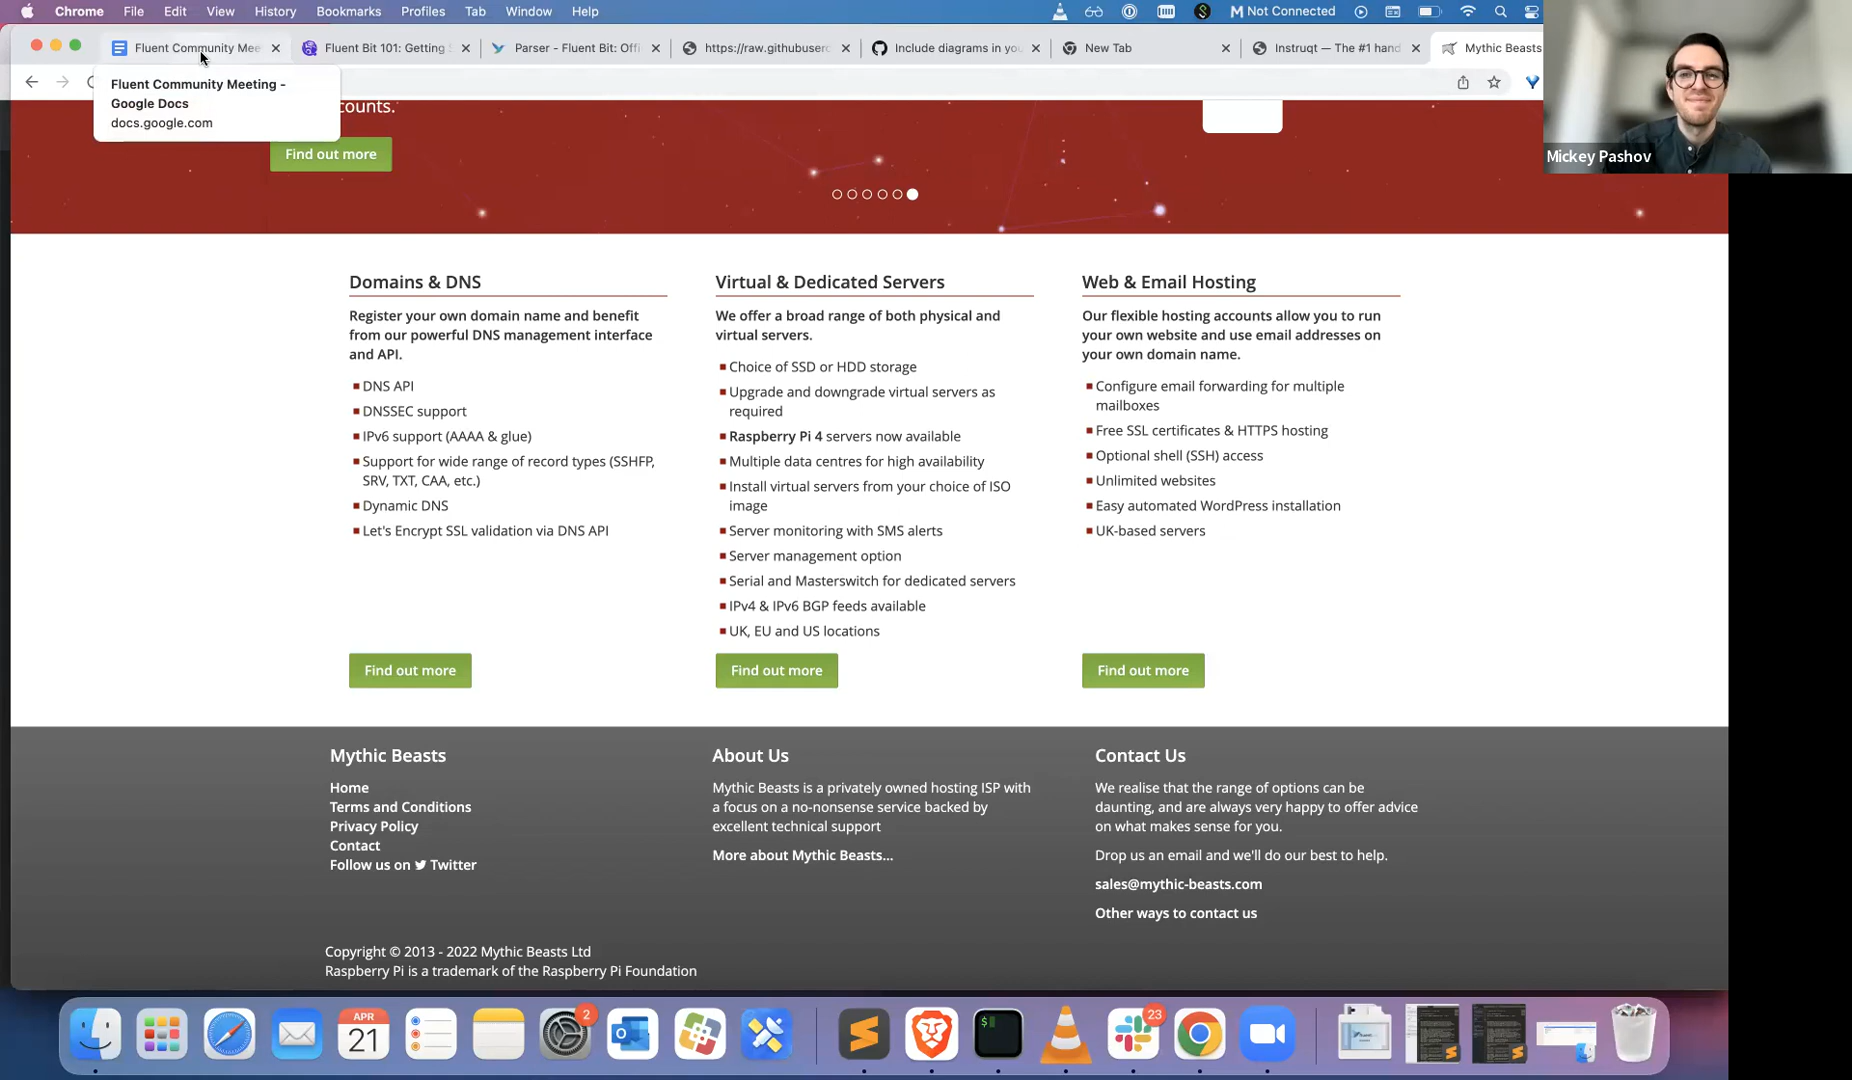 Chrome File Edit View History Bookmarks Profiles Tab Window Help
Not Connected
Fluent Community Mee
Fluent Bit 101: Getting
Parser - Fluent Bit: Offi
https://raw.githubuserc
Include diagrams in you
New Tab
Instruqt — The #1 hand
Mythic Beasts
Fluent Community Meeting -
Google Docs
docs.google.com
counts.
Find out more
Mickey Pashov
Domains & DNS
Register your own domain name and benefit
from our powerful DNS management interface
and API.
DNS API
DNSSEC support
IPv6 support (AAAA & glue)
Support for wide range of record types (SSHFP,
SRV, TXT, CAA, etc.)
Dynamic DNS
Let's Encrypt SSL validation via DNS API
Find out more
Virtual & Dedicated Servers
We offer a broad range of both physical and
virtual servers.
Choice of SSD or HDD storage
Upgrade and downgrade virtual servers as
required
Raspberry Pi 4 servers now available
Multiple data centres for high availability
Install virtual servers from your choice of ISO
image
Server monitoring with SMS alerts
Server management option
Serial and Masterswitch for dedicated servers
IPv4 & IPv6 BGP feeds available
UK, EU and US locations
Find out more
Web & Email Hosting
Our flexible hosting accounts allow you to run
your own website and use email addresses on
your own domain name.
Configure email forwarding for multiple
mailboxes
Free SSL certificates & HTTPS hosting
Optional shell (SSH) access
Unlimited websites
Easy automated WordPress installation
UK-based servers
Find out more
Mythic Beasts
Home
Terms and Conditions
Privacy Policy
Contact
Follow us on Twitter
About Us
Mythic Beasts is a privately owned hosting ISP with
a focus on a no-nonsense service backed by
excellent technical support
More about Mythic Beasts...
Contact Us
We realise that the range of options can be
daunting, and are always very happy to offer advice
on what makes sense for you.
Drop us an email and we'll do our best to help.
sales@mythic-beasts.com
Other ways to contact us
Copyright © 2013 - 2022 Mythic Beasts Ltd
Raspberry Pi is a trademark of the Raspberry Pi Foundation
APR
21
2
23